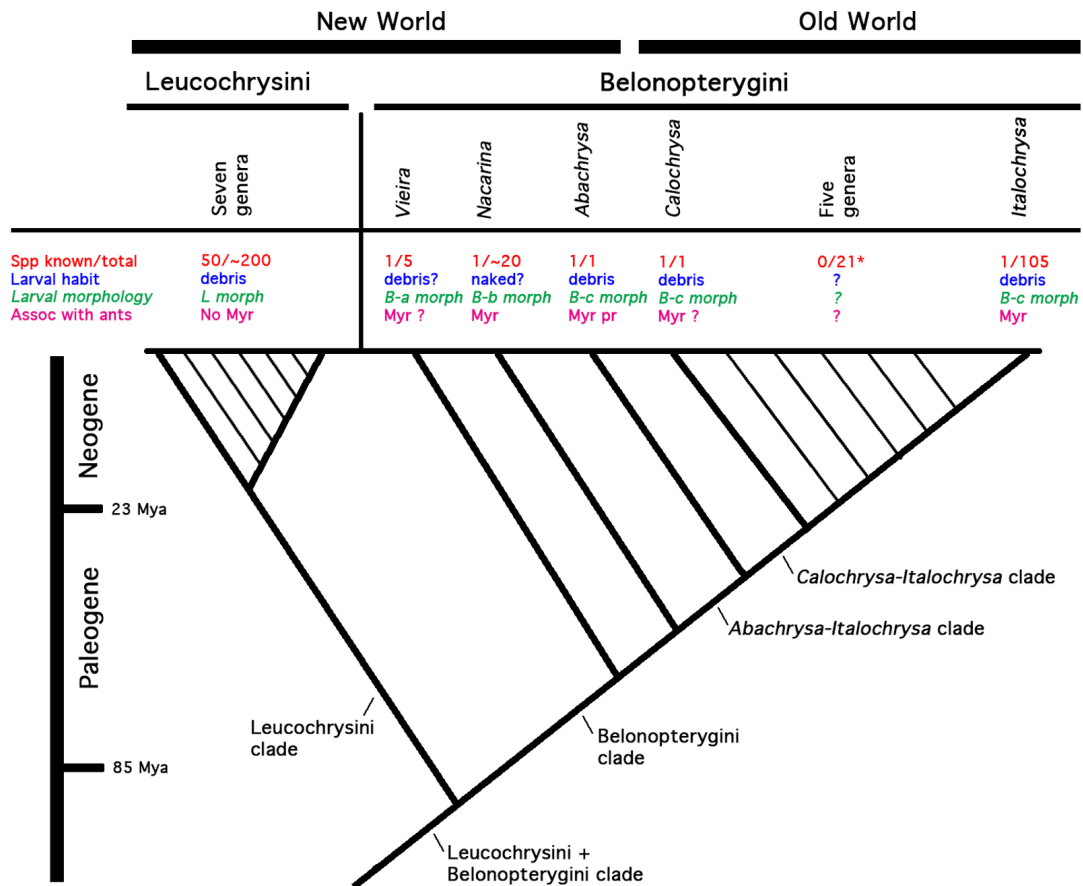 New World Old World
Leucochrysini Belonopterygini
Seven genera Vieira Nacarina Abachrysa Calochrysa Five genera Italochrysa
Spp known/total 50/~200 1/5 1/~20 1/1 1/1 0/21* 1/105
Larval habit debris debris? naked? debris debris ? debris
Larval morphology L morph B-a morph B-b morph B-c morph B-c morph ? B-c morph
Assoc with ants No Myr Myr ? Myr Myr pr Myr ? ? Myr
Neogene
23 Mya
Paleogene
Calochrysa-Italochrysa clade
Abachrysa-Italochrysa clade
Leucochrysini
clade
Belonopterygini
clade
85 Mya
Leucochrysini +
Belonopterygini clade